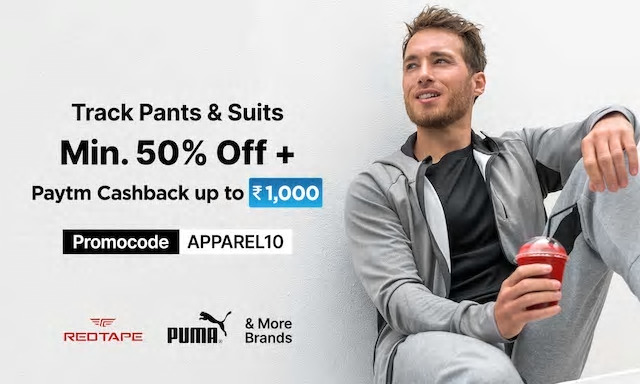 Track Pants & Suits
Min. 50% Off +
Paytm Cashback up to ₹1,000
Promocode APPAREL10
REDTAPE
PUMA
& More
Brands